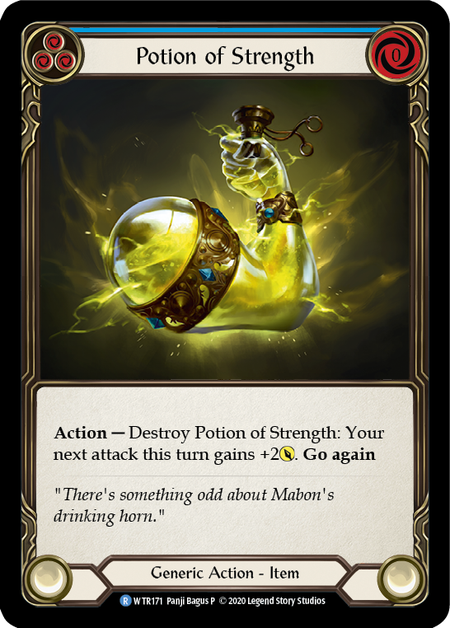 Potion of Strength
0
Action — Destroy Potion of Strength: Your
next attack this turn gains +2. Go again
"There's something odd about Mabon's
drinking horn."
Generic Action - Item
R WTR171 Panji Bagus P © 2020 Legend Story Studios